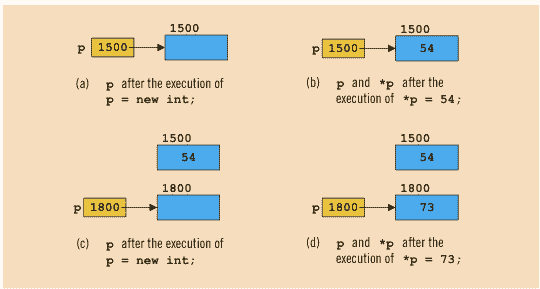 1500
p 1500
(a) p after the execution of
p = new int;
1500
p 1500 54
(b) p and *p after the
execution of *p = 54;
1500
54
1800
p 1800
(c) p after the execution of
p = new int;
1500
54
1800
p 1800 73
(d) p and *p after the
execution of *p = 73;